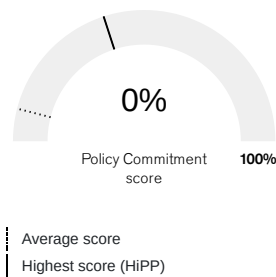 0%
Policy Commitment 100%
score
Average score
Highest score (HiPP)